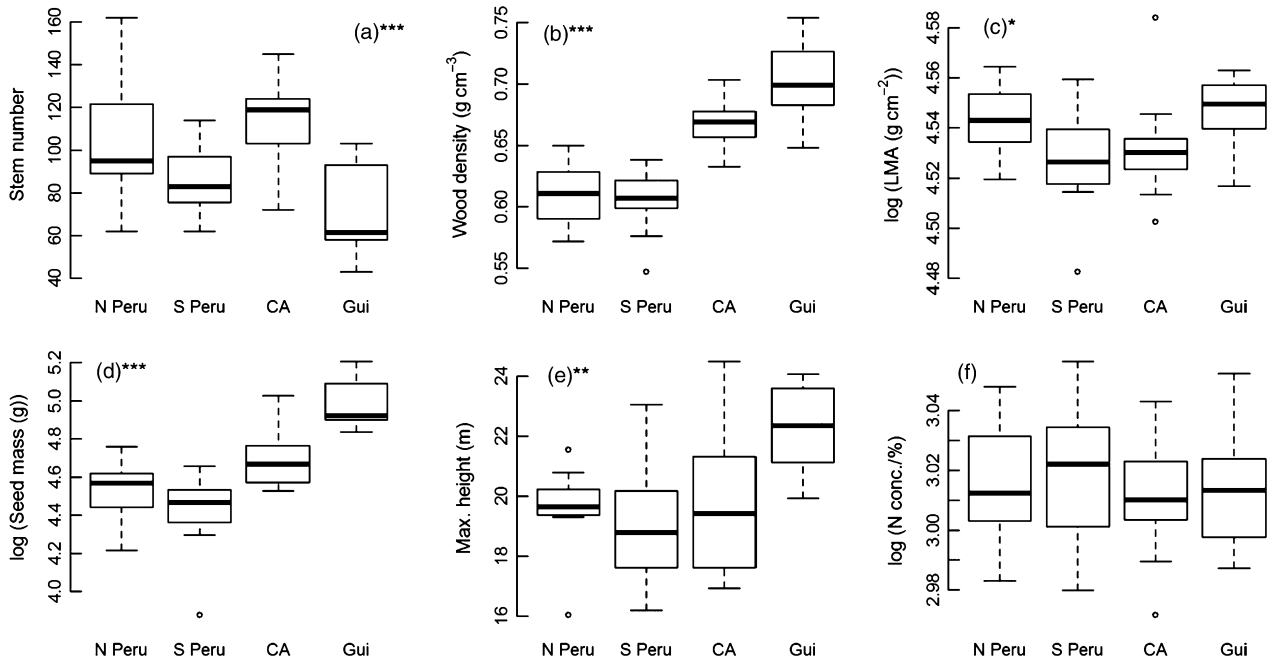 (a)***
Stem number
160
140
120
100
80
60
40
N Peru S Peru CA Gui
(b)***
Wood density (g cm⁻³)
0.75
0.70
0.65
0.60
0.55
N Peru S Peru CA Gui
(c)*
log (LMA (g cm⁻²))
4.58
4.56
4.54
4.52
4.50
4.48
N Peru S Peru CA Gui
(d)***
log (Seed mass (g))
5.2
5.0
4.8
4.6
4.4
4.2
4.0
N Peru S Peru CA Gui
(e)**
Max. height (m)
24
22
20
18
16
N Peru S Peru CA Gui
(f)
log (N conc./%)
3.04
3.02
3.00
2.98
N Peru S Peru CA Gui